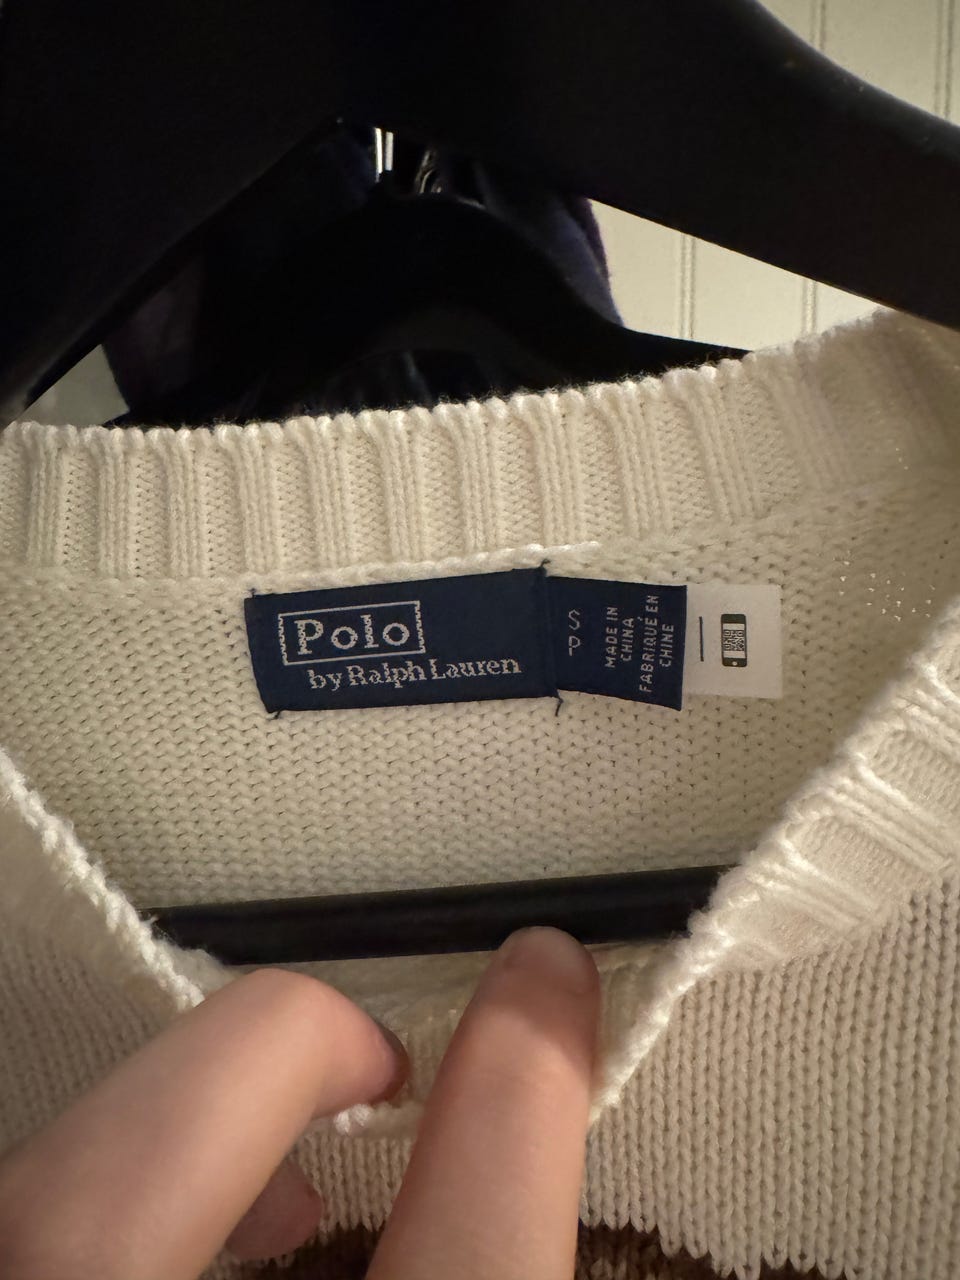 Polo
by Ralph Lauren
S
P
MADE IN
CHINA
FABRIQUÉ EN
CHINE